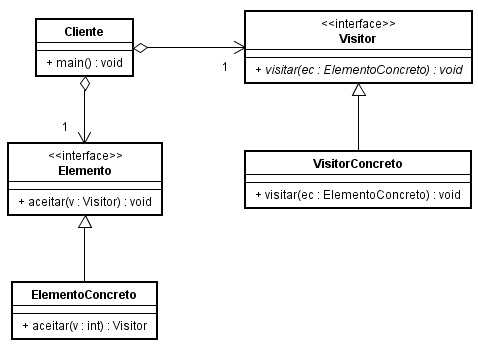 Cliente
+ main() : void
1
1
<<interface>>
Visitor
+ visitar(ec : ElementoConcreto) : void
<<interface>>
Elemento
+ aceitar(v : Visitor) : void
VisitorConcreto
+ visitar(ec : ElementoConcreto) : void
ElementoConcreto
+ aceitar(v : int) : Visitor